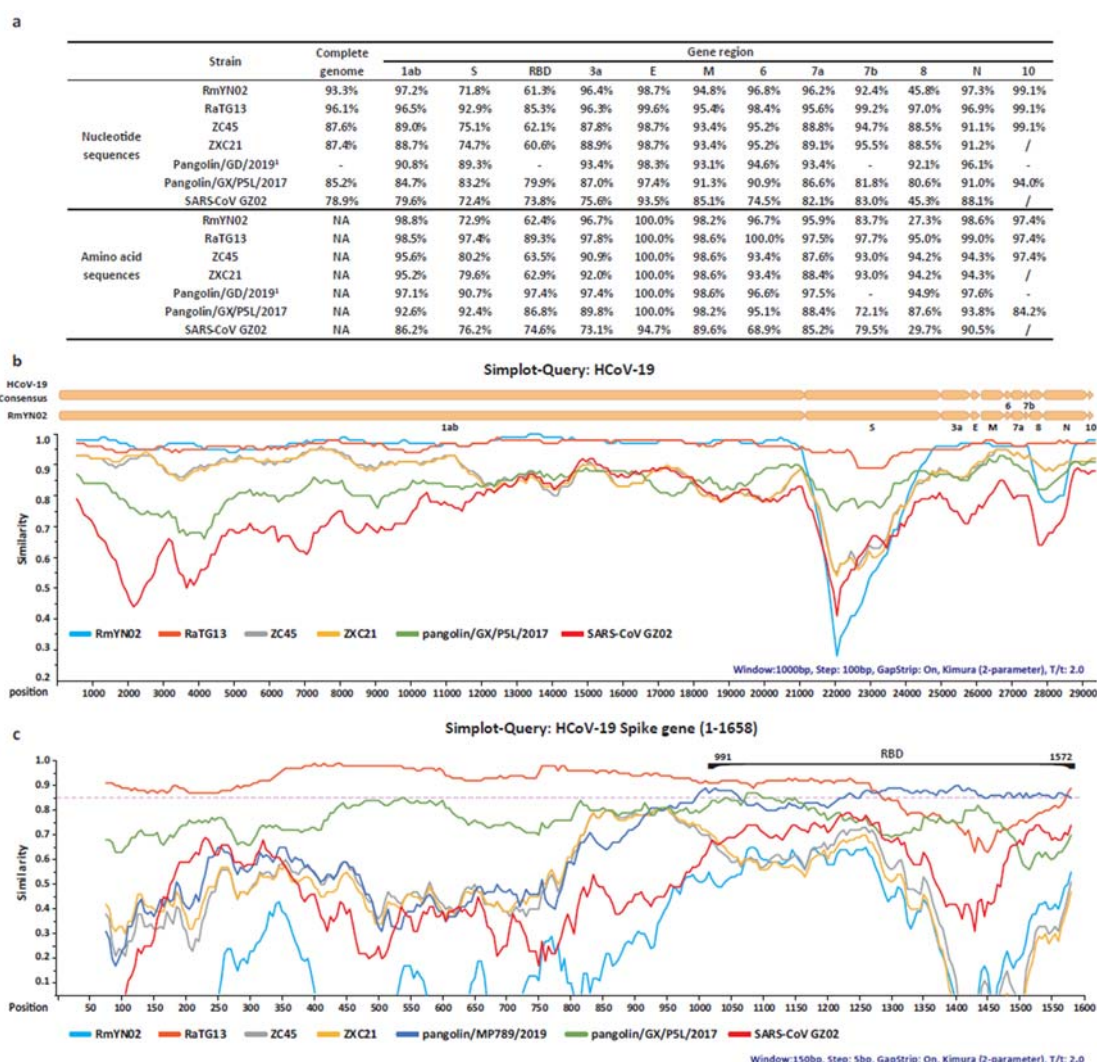 a
Strain Complete genome Gene region
1ab S RBD 3a E M 6 7a 7b 8 N 10
Nucleotide sequences
RmYN02 93.3% 97.2% 71.8% 61.3% 96.4% 98.7% 94.8% 96.8% 96.2% 92.4% 45.8% 97.3% 99.1%
RaTG13 96.1% 96.5% 92.9% 85.3% 96.3% 99.6% 95.4% 98.4% 95.6% 99.2% 97.0% 96.9% 99.1%
ZC45 87.6% 89.0% 75.1% 62.1% 87.8% 98.7% 93.4% 95.2% 88.8% 94.7% 88.5% 91.1% 99.1%
ZXC21 87.4% 88.7% 74.7% 60.6% 88.9% 98.7% 93.4% 95.2% 89.1% 95.5% 88.5% 91.2% /
Pangolin/GD/2019¹ - 90.8% 89.3% - 93.4% 98.3% 93.1% 94.6% 93.4% - 92.1% 96.1% -
Pangolin/GX/P5L/2017 85.2% 84.7% 83.2% 79.9% 87.0% 97.4% 91.3% 90.9% 86.6% 81.8% 80.6% 91.0% 94.0%
SARS-CoV GZ02 78.9% 79.6% 72.4% 73.8% 75.6% 93.5% 85.1% 74.5% 82.1% 83.0% 45.3% 88.1% /
Amino acid sequences
RmYN02 NA 98.8% 72.9% 62.4% 96.7% 100.0% 98.2% 96.7% 95.9% 83.7% 27.3% 98.6% 97.4%
RaTG13 NA 98.5% 97.4% 89.3% 97.8% 100.0% 98.6% 100.0% 97.5% 97.7% 95.0% 99.0% 97.4%
ZC45 NA 95.6% 80.2% 63.5% 90.9% 100.0% 98.6% 93.4% 87.6% 93.0% 94.2% 94.3% 97.4%
ZXC21 NA 95.2% 79.6% 62.9% 92.0% 100.0% 98.6% 93.4% 88.4% 93.0% 94.2% 94.3% /
Pangolin/GD/2019¹ NA 97.1% 90.7% 97.4% 97.4% 100.0% 98.6% 96.6% 97.5% - 94.9% 97.6% -
Pangolin/GX/P5L/2017 NA 92.6% 92.4% 86.8% 89.8% 100.0% 98.2% 95.1% 88.4% 72.1% 87.6% 93.8% 84.2%
SARS-CoV GZ02 NA 86.2% 76.2% 74.6% 73.1% 94.7% 89.6% 68.9% 85.2% 79.5% 29.7% 90.5% /
b
Simplot-Query: HCoV-19
HCoV-19
Consensus
6 7b
RmYN02
1ab S 3a E M 7a 8 N 10
1.0
0.9
0.8
0.7
0.6
0.5
0.4
0.3
0.2
Similarity
RmYN02 RaTG13 ZC45 ZXC21 pangolin/GX/P5L/2017 SARS-CoV GZ02
Window:1000bp, Step: 100bp, GapStrip: On, Kimura (2-parameter), T/t: 2.0
position 1000 2000 3000 4000 5000 6000 7000 8000 9000 10000 11000 12000 13000 14000 15000 16000 17000 18000 19000 20000 21000 22000 23000 24000 25000 26000 27000 28000 29000
c
Simplot-Query: HCoV-19 Spike gene (1-1658)
991 RBD 1572
1.0
0.9
0.8
0.7
0.6
0.5
0.4
0.3
0.2
0.1
Similarity
Position 50 100 150 200 250 300 350 400 450 500 550 600 650 700 750 800 850 900 950 1000 1050 1100 1150 1200 1250 1300 1350 1400 1450 1500 1550 1600
RmYN02 RaTG13 ZC45 ZXC21 pangolin/MP789/2019 pangolin/GX/P5L/2017 SARS-CoV GZ02
Window:150bp, Step: 5bp, GapStrip: On, Kimura (2-parameter), T/t: 2.0